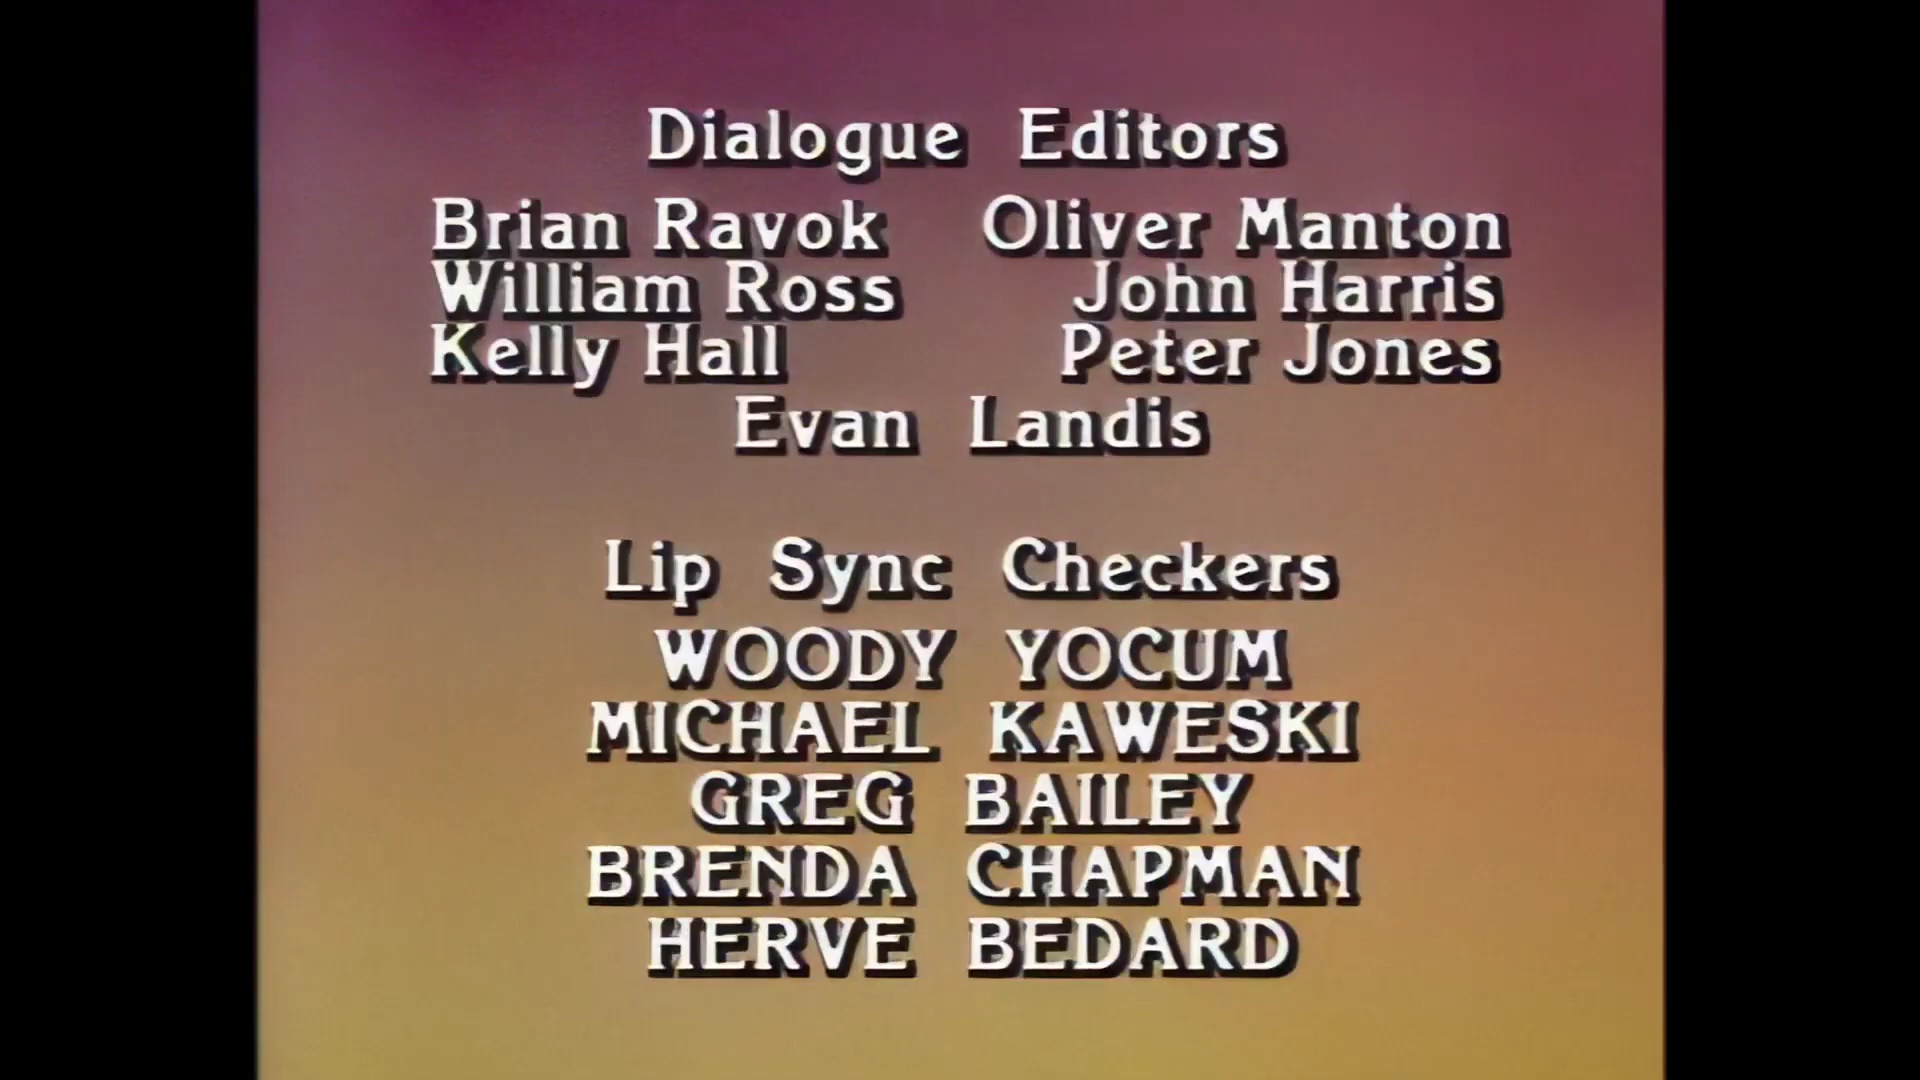 Dialogue Editors
Brian Ravok Oliver Manton
William Ross John Harris
Kelly Hall Peter Jones
Evan Landis
Lip Sync Checkers
WOODY YOCUM
MICHAEL KAWESKI
GREG BAILEY
BRENDA CHAPMAN
HERVE BEDARD